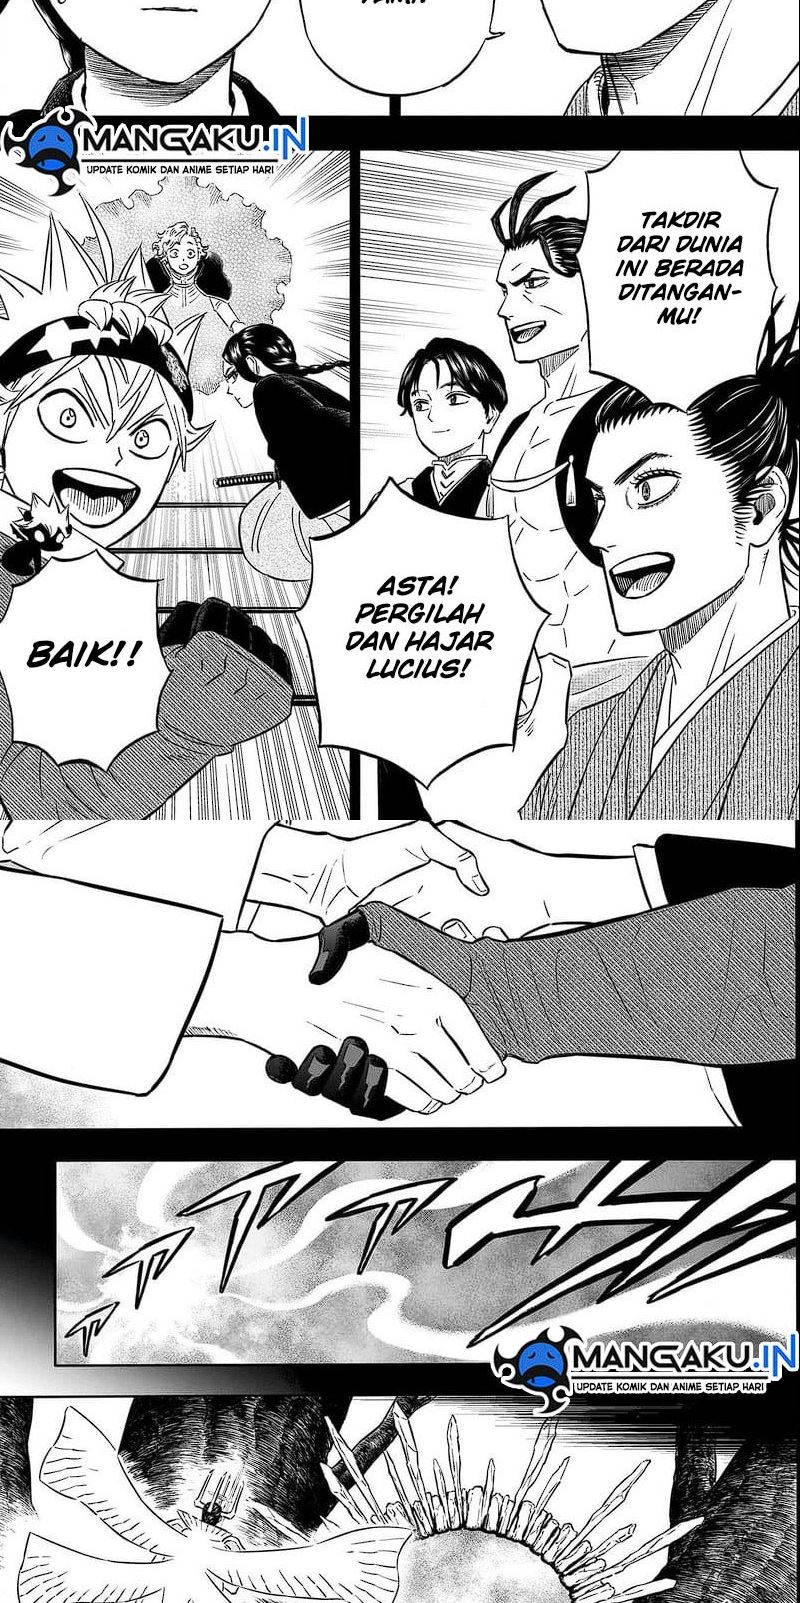 MANGAKU.IN
UPDATE KOMIK DAN ANIME SETIAP HARI
TAKDIR
DARI DUNIA
INI BERADA
DITANGAN-
MU!
ASTA!
PERGILAH
DAN HAJAR
LUCIUS!
BAIK!!
MANGAKU.IN
UPDATE KOMIK DAN ANIME SETIAP HARI